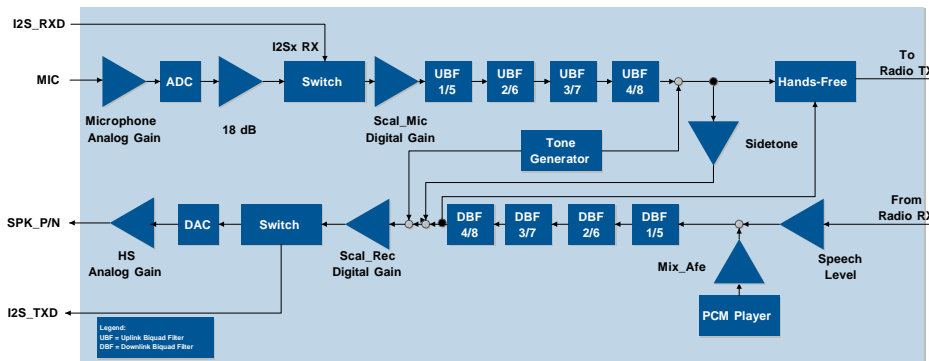 I2S_RXD
I2Sx RX
To
Radio TX
MIC
ADC
Switch
UBF
1/5
UBF
2/6
UBF
3/7
UBF
4/8
Hands-Free
Microphone
Analog Gain
18 dB
Scal_Mic
Digital Gain
Tone
Generator
Sidetone
From
Radio RX
SPK_P/N
DAC
Switch
DBF
4/8
DBF
3/7
DBF
2/6
DBF
1/5
HS
Analog Gain
Scal_Rec
Digital Gain
Mix_Afe
Speech
Level
PCM Player
I2S_TXD
Legend:
UBF = Uplink Biquad Filter
DBF = Downlink Biquad Filter